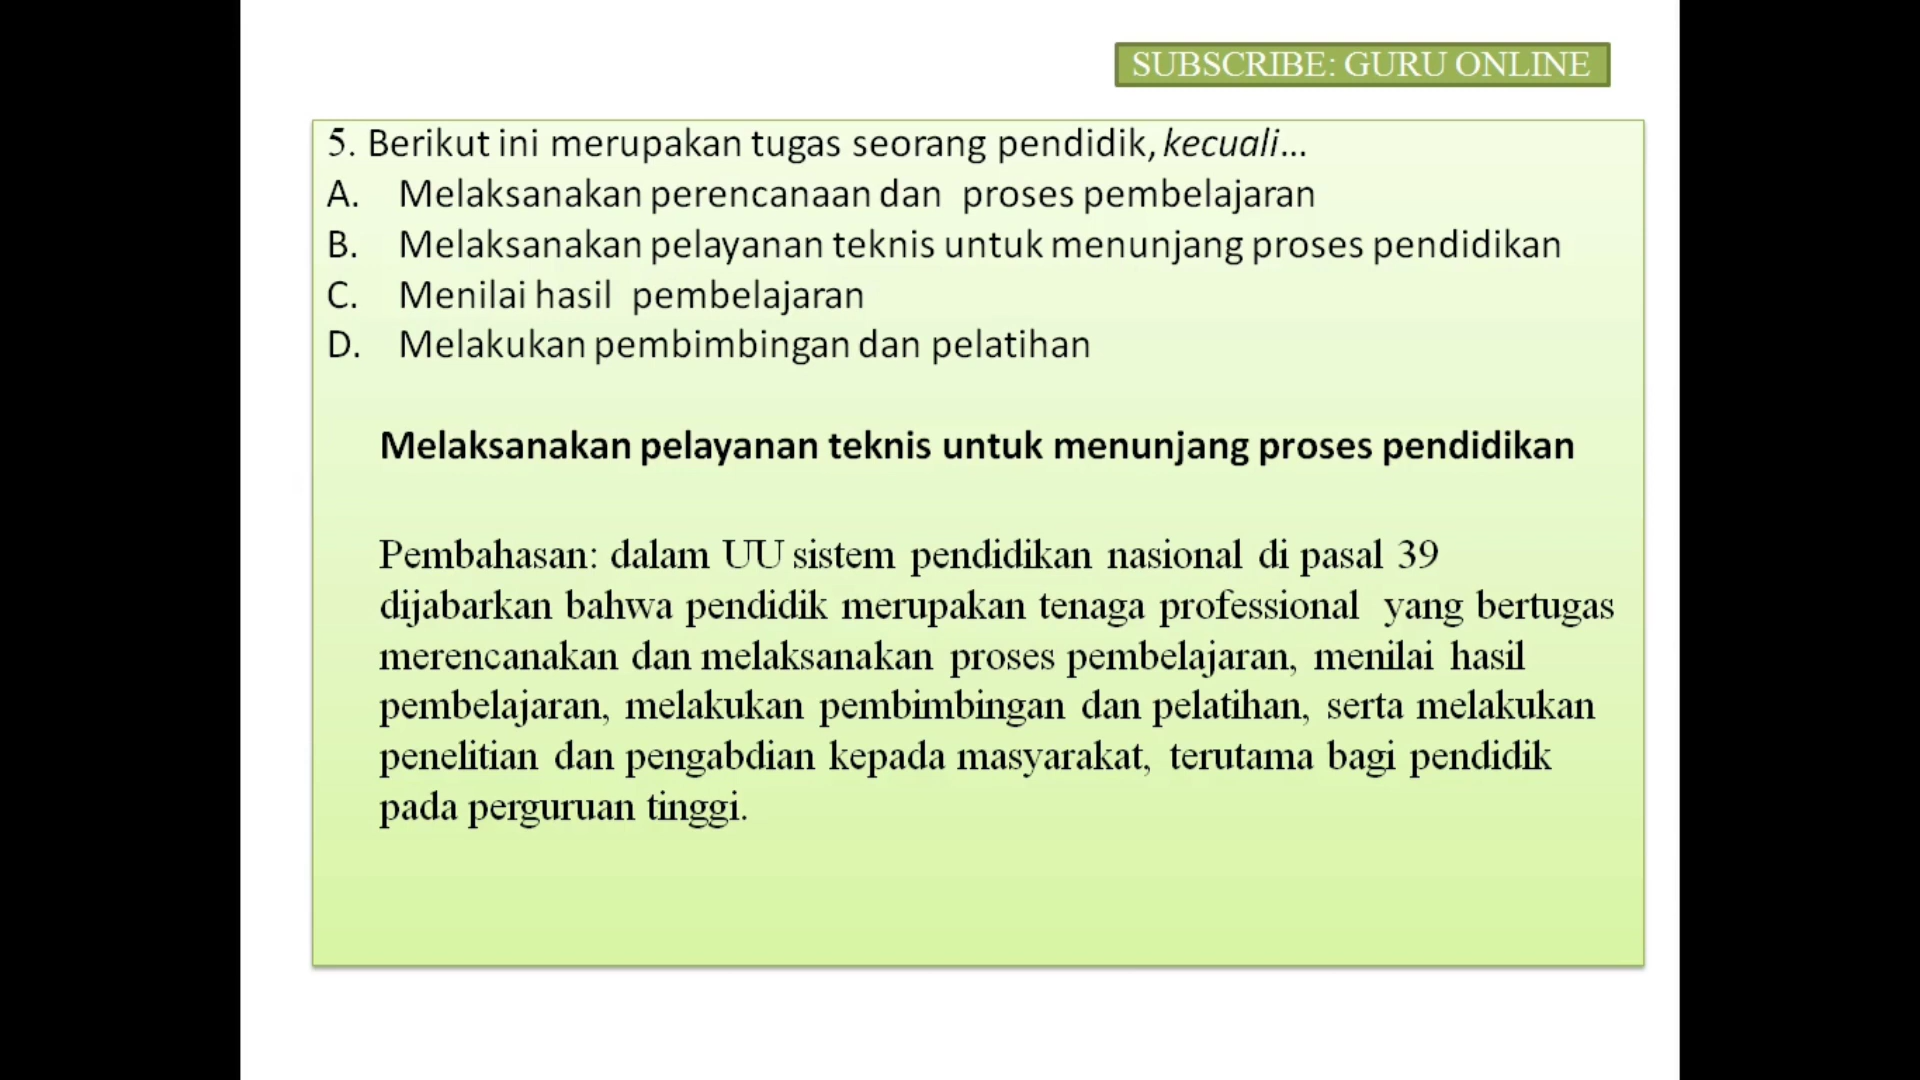 SUBSCRIBE: GURU ONLINE
5. Berikut ini merupakan tugas seorang pendidik, kecuali...
A. Melaksanakan perencanaan dan proses pembelajaran
B. Melaksanakan pelayanan teknis untuk menunjang proses pendidikan
C. Menilai hasil pembelajaran
D. Melakukan pembimbingan dan pelatihan
Melaksanakan pelayanan teknis untuk menunjang proses pendidikan
Pembahasan: dalam UU sistem pendidikan nasional di pasal 39
dijabarkan bahwa pendidik merupakan tenaga professional yang bertugas
merencanakan dan melaksanakan proses pembelajaran, menilai hasil
pembelajaran, melakukan pembimbingan dan pelatihan, serta melakukan
penelitian dan pengabdian kepada masyarakat, terutama bagi pendidik
pada perguruan tinggi.